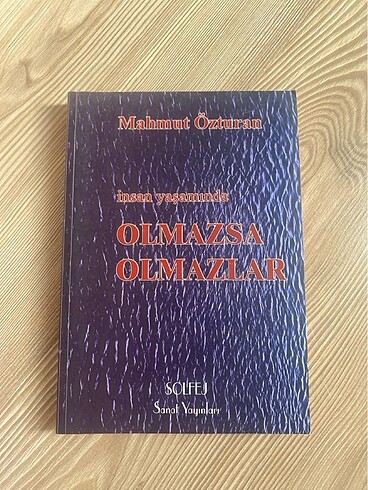 Mahmut Özturan
insan yaşamında
OLMAZSA
OLMAZLAR
SOLFEJ
Sanat Yayınları